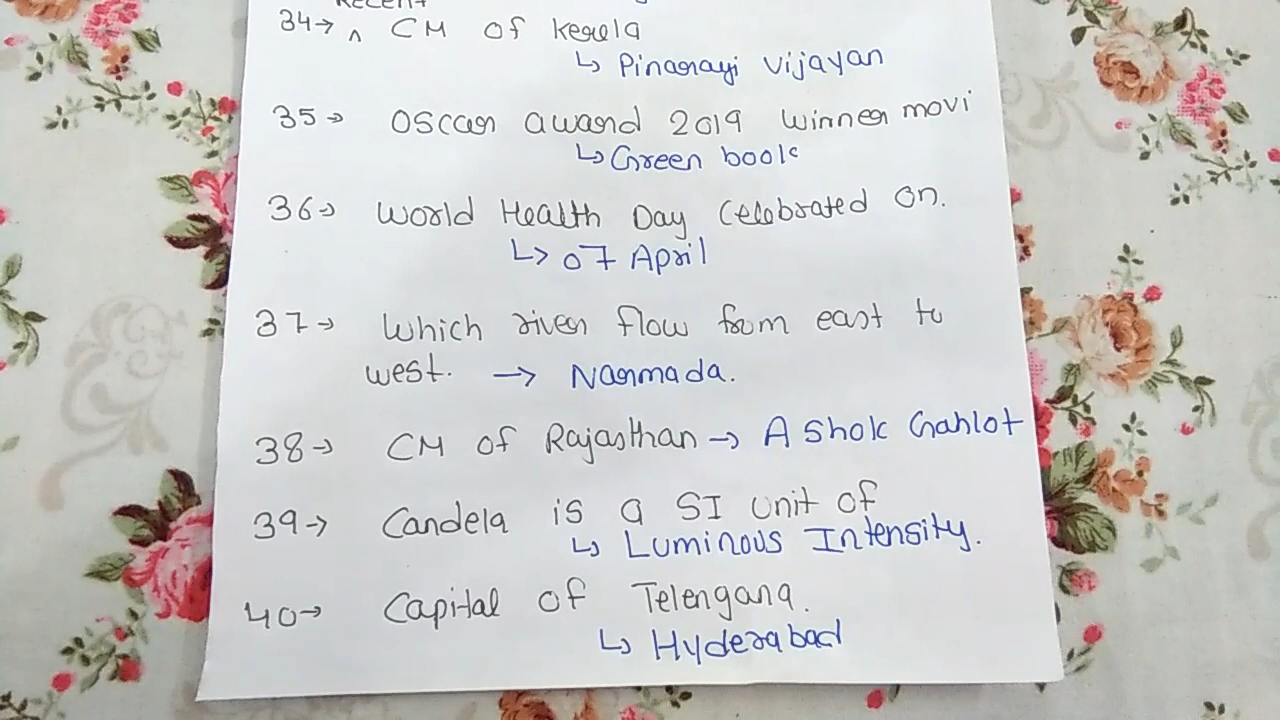 Recent
34→ ^ CM of kerela
↳ Pinarayi Vijayan
35→ Oscar award 2019 winner movi
↳ Green book
36→ World Health Day Celebrated on.
↳ 07 April
37→ Which river flow from east to
west. → Narmada.
38→ CM of Rajasthan → Ashok Gahlot
39→ Candela is a SI unit of
↳ Luminous Intensity.
40→ Capital of Telengana.
↳ Hyderabad